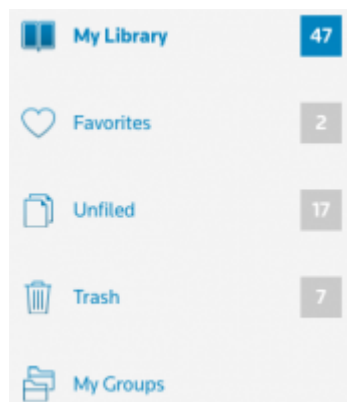 My Library 47
Favorites 2
Unfiled 17
Trash 7
My Groups